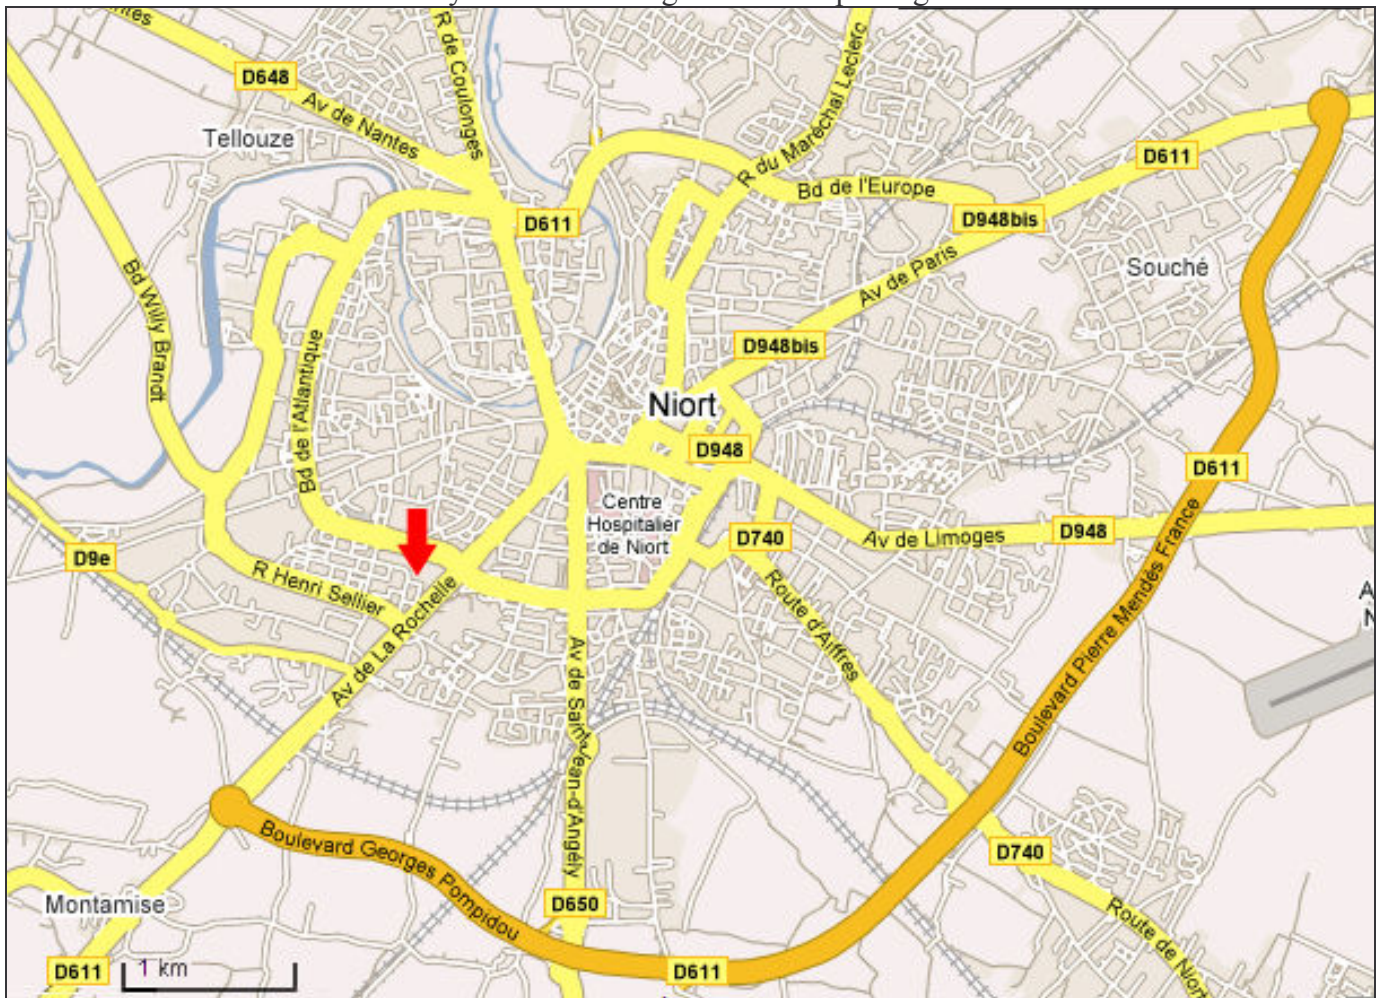 ntes
D648
R de Coulonges
R du Maréchal Leclerc
Av de Nantes
Tellouze
D611
D611
Bd de l'Europe
D948bis
Av de Paris
Souché
Bd Willy Brandt
Bd de l'Atlantique
D948bis
Niort
D948
D611
Centre
Hospitalier
de Niort
D740
Av de Limoges
D948
D9e
R Henri Sellier
Av de La Rochelle
Route d'Aiffres
Boulevard Pierre Mendès France
A
N
Av de Saint-Jean-d'Angély
Boulevard Georges Pompidou
D740
Montamise
D650
Route de Niort
D611
1 km
D611